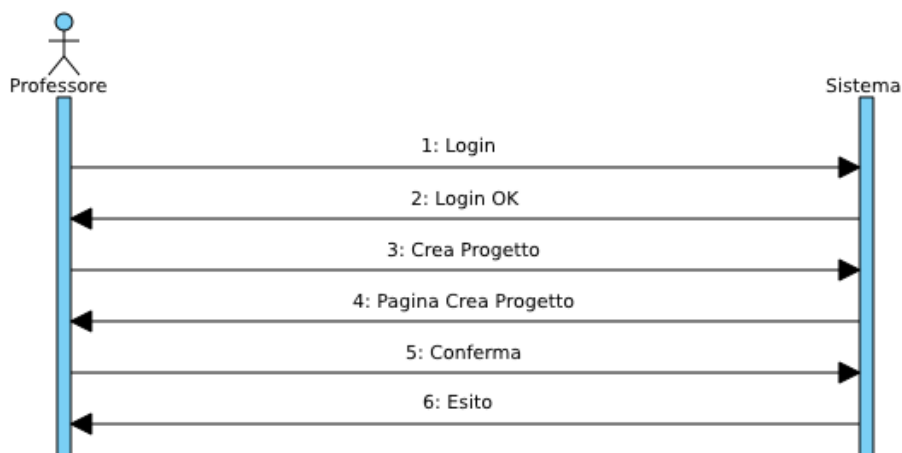 Professore
Sistema
1: Login
2: Login OK
3: Crea Progetto
4: Pagina Crea Progetto
5: Conferma
6: Esito